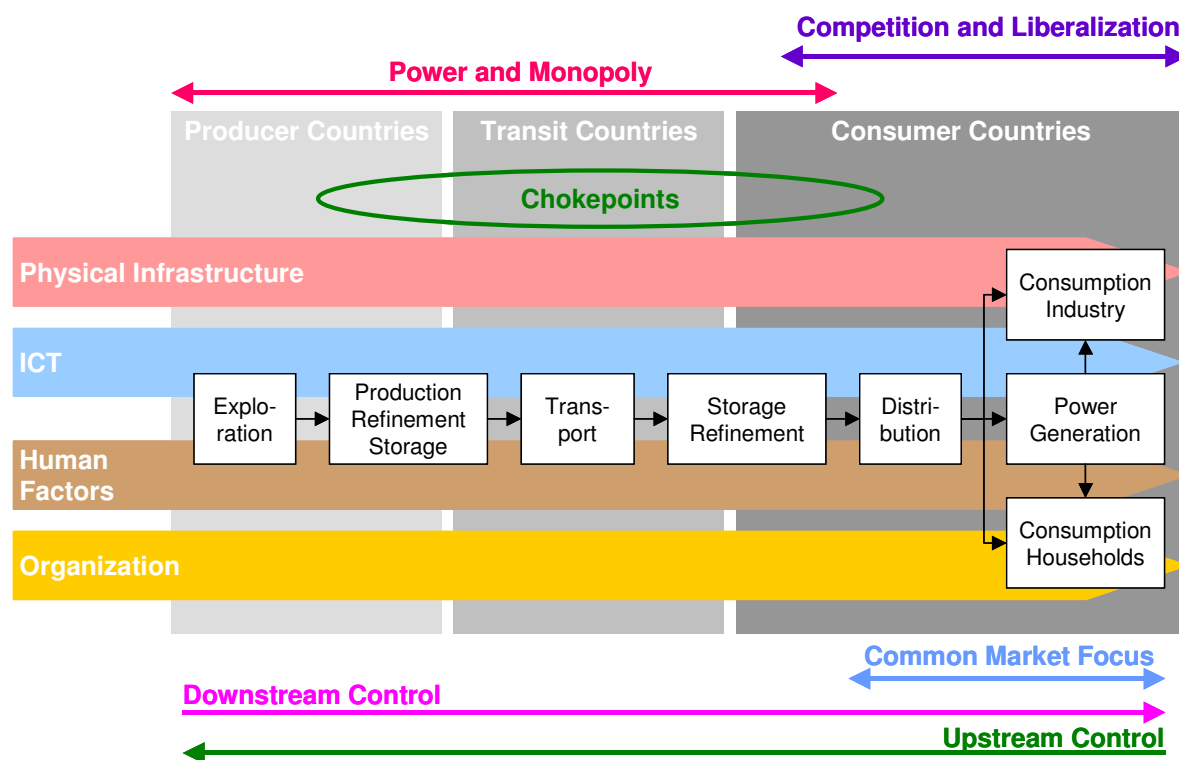 Competition and Liberalization
Power and Monopoly
Producer Countries
Transit Countries
Consumer Countries
Chokepoints
Physical Infrastructure
Consumption
Industry
ICT
Explo-
ration
Production
Refinement
Storage
Trans-
port
Storage
Refinement
Distri-
bution
Power
Generation
Human
Factors
Consumption
Households
Organization
Common Market Focus
Downstream Control
Upstream Control